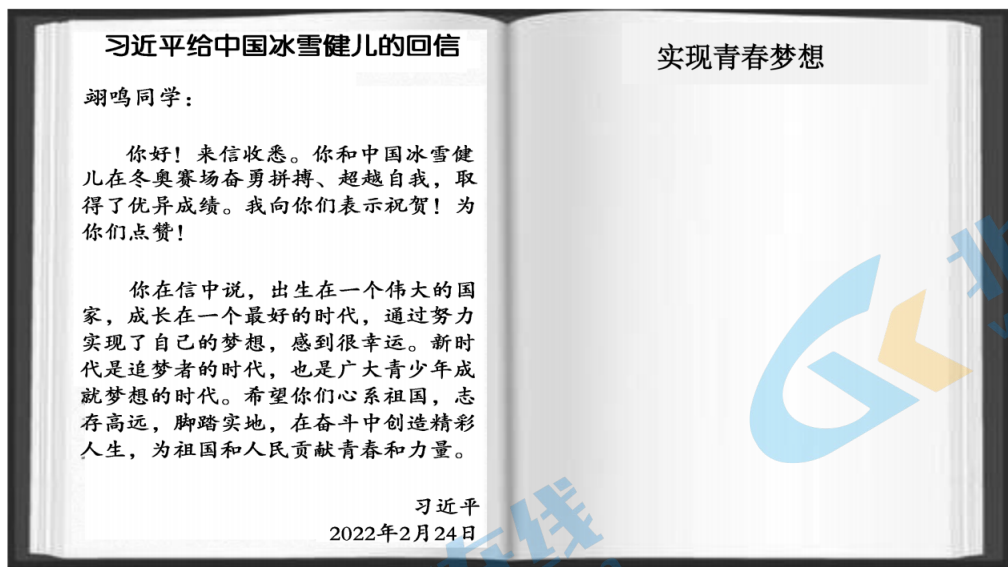 习近平给中国冰雪健儿的回信
翊鸣同学：
你好！来信收悉。你和中国冰雪健
儿在冬奥赛场奋勇拼搏、超越自我，取
得了优异成绩。我向你们表示祝贺！为
你们点赞！
你在信中说，出生在一个伟大的国
家，成长在一个最好的时代，通过努力
实现了自己的梦想，感到很幸运。新时
代是追梦者的时代，也是广大青少年成
就梦想的时代。希望你们心系祖国，志
存高远，脚踏实地，在奋斗中创造精彩
人生，为祖国和人民贡献青春和力量。
习近平
2022年2月24日
实现青春梦想
在线